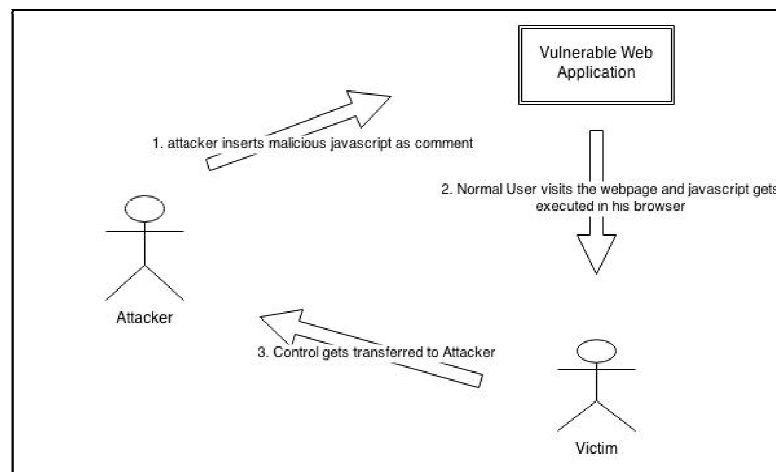 Vulnerable Web
Application
1. attacker inserts malicious javascript as comment
2. Normal User visits the webpage and javascript gets
executed in his browser
Attacker
3. Control gets transferred to Attacker
Victim